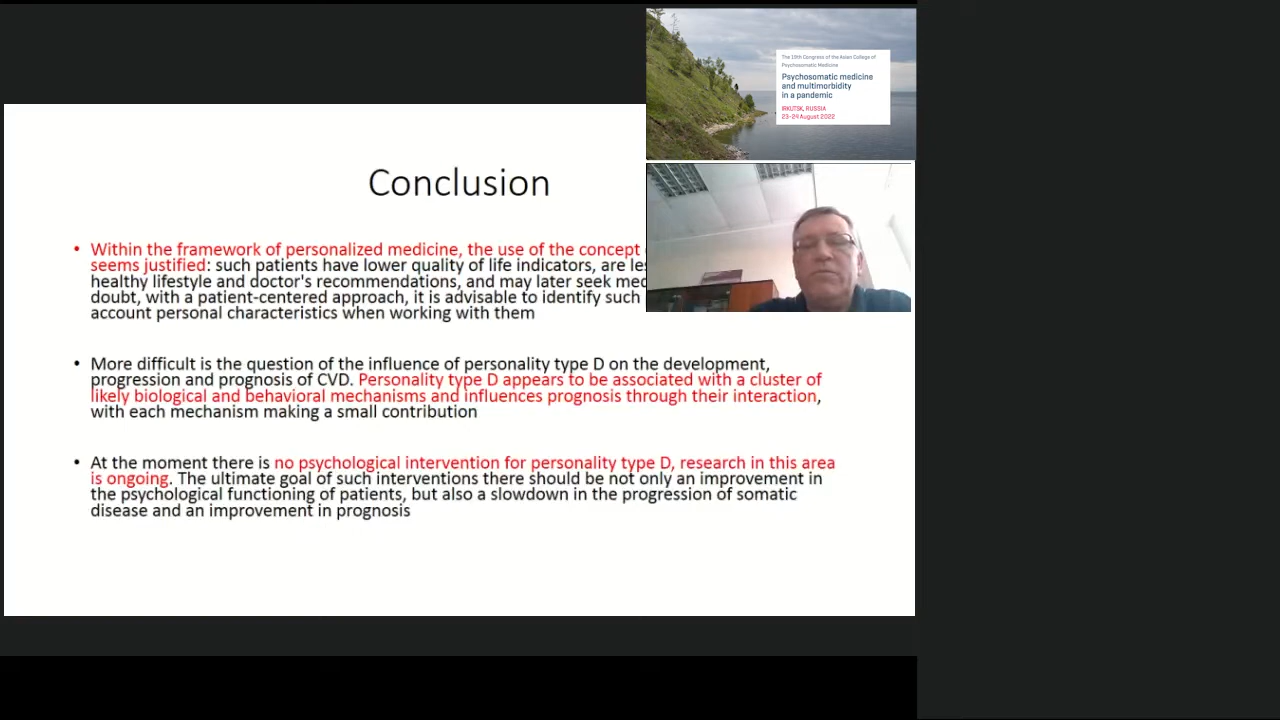 The 19th Congress of the Asian College of
Psychosomatic Medicine
Psychosomatic medicine
and multimorbidity
in a pandemic
IRKUTSK, RUSSIA
23-24 August 2022
Conclusion
• Within the framework of personalized medicine, the use of the concept
seems justified: such patients have lower quality of life indicators, are
healthy lifestyle and doctor's recommendations, and may later seek
doubt, with a patient-centered approach, it is advisable to identify such
account personal characteristics when working with them
• More difficult is the question of the influence of personality type D on the development,
progression and prognosis of CVD. Personality type D appears to be associated with a cluster of
likely biological and behavioral mechanisms and influences prognosis through their interaction,
with each mechanism making a small contribution
• At the moment there is no psychological intervention for personality type D, research in this area
is ongoing. The ultimate goal of such interventions there should be not only an improvement in
the psychological functioning of patients, but also a slowdown in the progression of somatic
disease and an improvement in prognosis